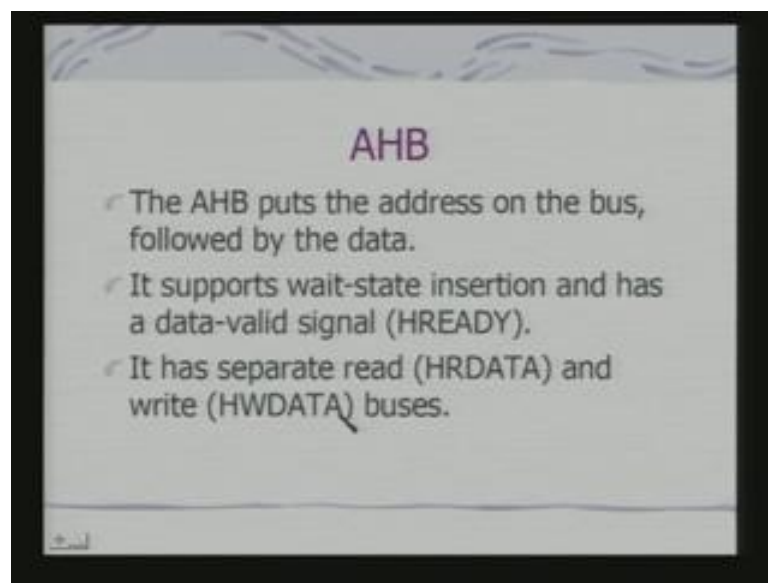 AHB
The AHB puts the address on the bus,
followed by the data.
It supports wait-state insertion and has
a data-valid signal (HREADY).
It has separate read (HRDATA) and
write (HWDATA) buses.